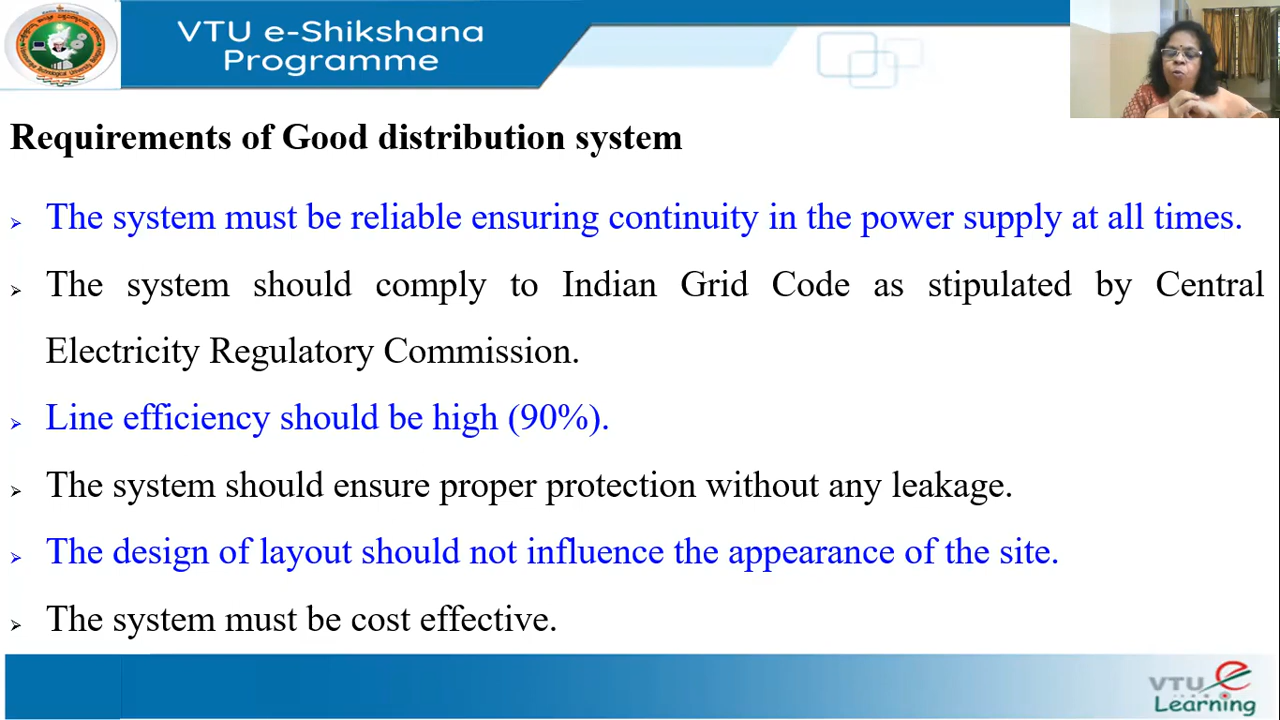 VTU e-Shikshana
Programme
Requirements of Good distribution system
➢ The system must be reliable ensuring continuity in the power supply at all times.
➢ The system should comply to Indian Grid Code as stipulated by Central
Electricity Regulatory Commission.
➢ Line efficiency should be high (90%).
➢ The system should ensure proper protection without any leakage.
➢ The design of layout should not influence the appearance of the site.
➢ The system must be cost effective.
VTU e
Learning